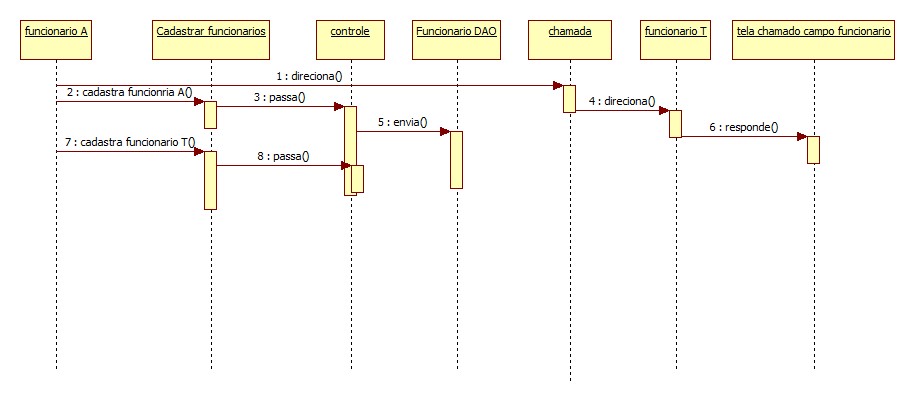 funcionario A
Cadastrar funcionarios
controle
Funcionario DAO
chamada
funcionario T
tela chamado campo funcionario
1 : direciona()
2 : cadastra funcionria A()
3 : passa()
4 : direciona()
5 : envia()
6 : responde()
7 : cadastra funcionario T()
8 : passa()